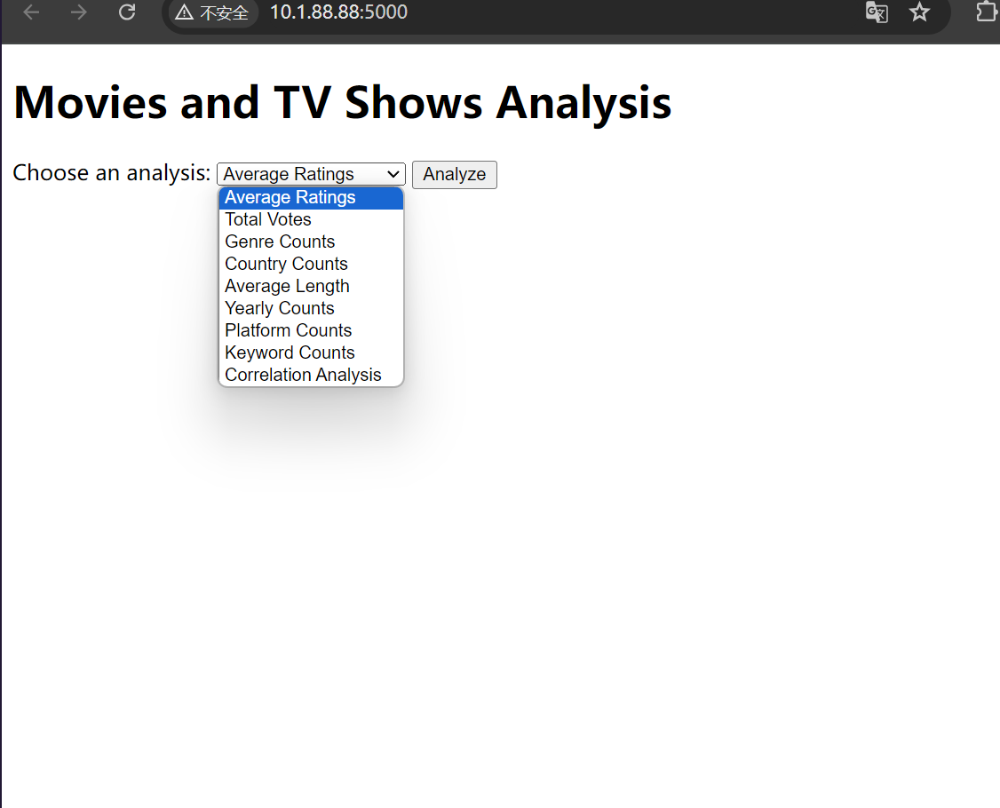 不安全 10.1.88.88:5000
Movies and TV Shows Analysis
Choose an analysis: Average Ratings Analyze
Average Ratings
Total Votes
Genre Counts
Country Counts
Average Length
Yearly Counts
Platform Counts
Keyword Counts
Correlation Analysis